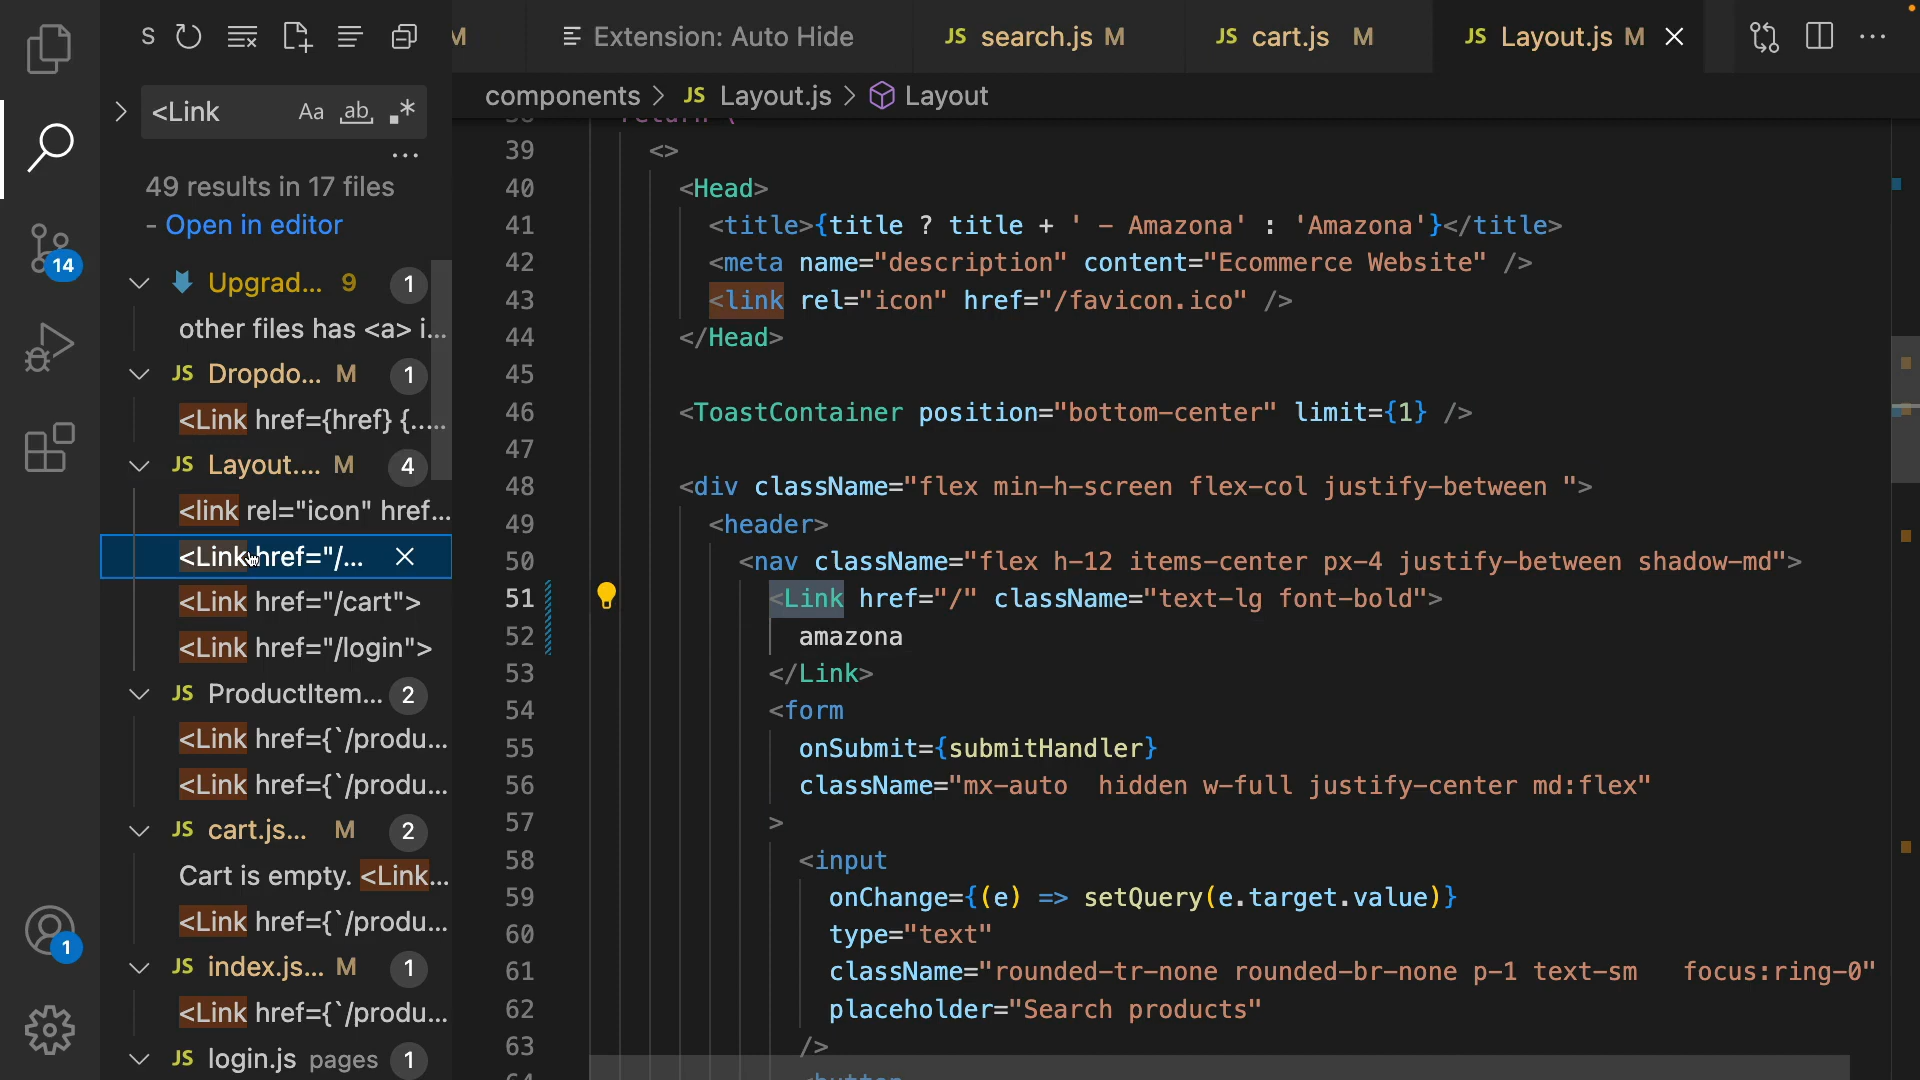 S
M
Extension: Auto Hide
JS search.js M
JS cart.js M
JS Layout.js M
<Link
Aa ab
components > JS Layout.js > Layout
49 results in 17 files
- Open in editor
14
Upgrad... 9 1
other files has <a> i...
JS Dropdo... M 1
<Link href={href} {.....
JS Layout.... M 4
<link rel="icon" href...
<Link href="/...
<Link href="/cart">
<Link href="/login">
JS ProductItem... 2
<Link href={`/produ...
<Link href={`/produ...
JS cart.js... M 2
Cart is empty. <Link...
<Link href={`/produ...
JS index.js... M 1
<Link href={`/produ...
JS login.js pages 1
1
39 <>
40 <Head>
41 <title>{title ? title + ' - Amazona' : 'Amazona'}</title>
42 <meta name="description" content="Ecommerce Website" />
43 <link rel="icon" href="/favicon.ico" />
44 </Head>
45
46 <ToastContainer position="bottom-center" limit={1} />
47
48 <div className="flex min-h-screen flex-col justify-between ">
49 <header>
50 <nav className="flex h-12 items-center px-4 justify-between shadow-md">
51 <Link href="/" className="text-lg font-bold">
52 amazona
53 </Link>
54 <form
55 onSubmit={submitHandler}
56 className="mx-auto  hidden w-full justify-center md:flex"
57 >
58 <input
59 onChange={(e) => setQuery(e.target.value)}
60 type="text"
61 className="rounded-tr-none rounded-br-none p-1 text-sm   focus:ring-0"
62 placeholder="Search products"
63 />